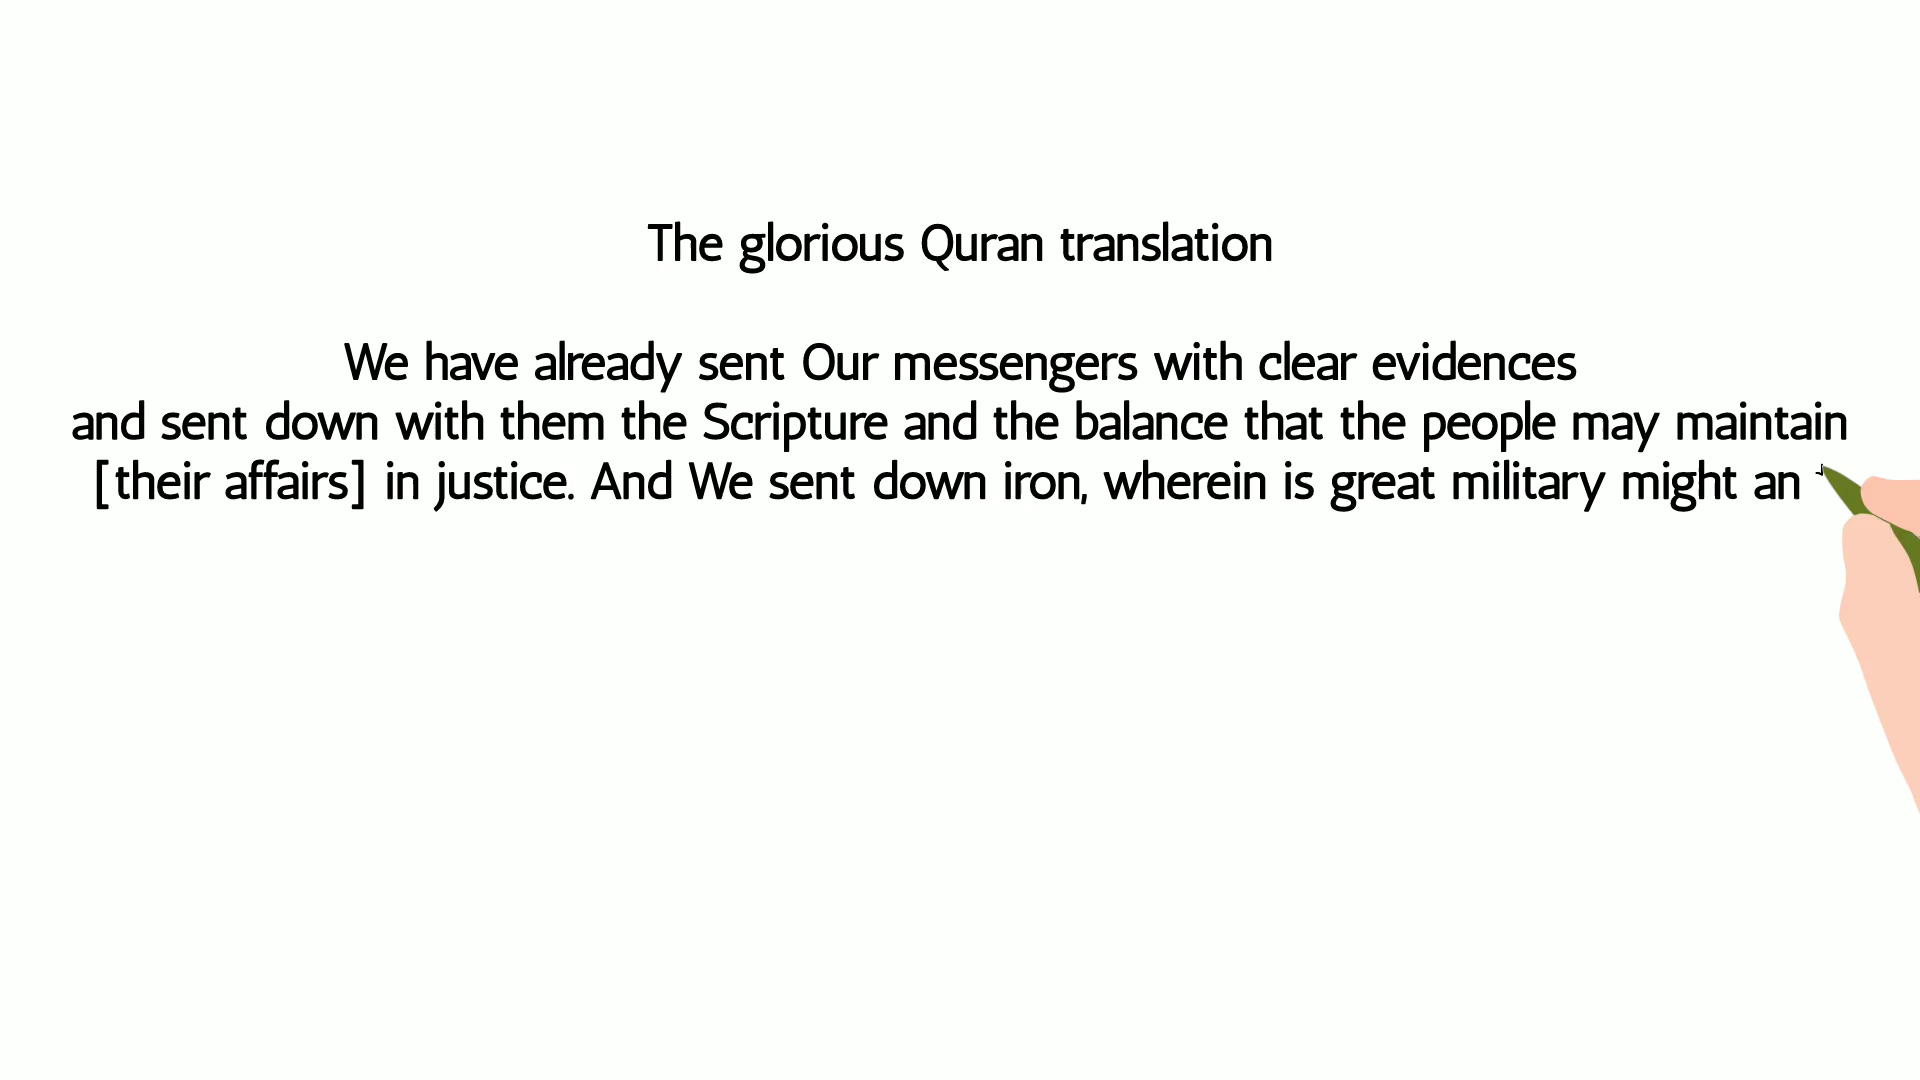 The glorious Quran translation
We have already sent Our messengers with clear evidences
and sent down with them the Scripture and the balance that the people may maintain
[their affairs] in justice. And We sent down iron, wherein is great military might an